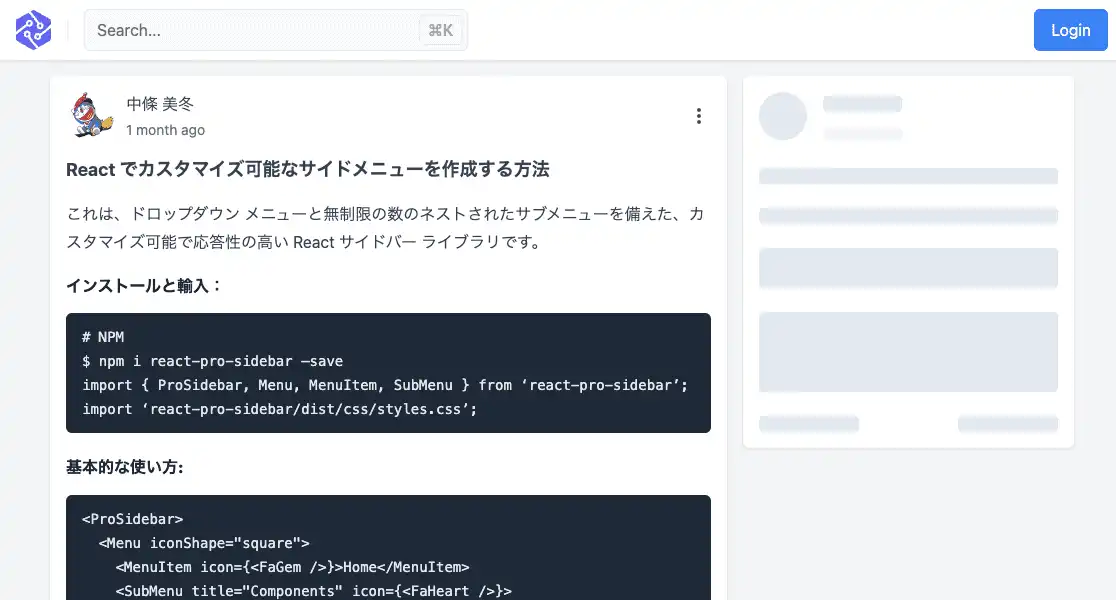 Search...
⌘K
Login
中條 美冬
1 month ago
React でカスタマイズ可能なサイドメニューを作成する方法
これは、ドロップダウン メニューと無制限の数のネストされたサブメニューを備えた、カ
スタマイズ可能で応答性の高い React サイドバー ライブラリです。
インストールと輸入：
# NPM
$ npm i react-pro-sidebar —save
import { ProSidebar, Menu, MenuItem, SubMenu } from ‘react-pro-sidebar’;
import ‘react-pro-sidebar/dist/css/styles.css’;
基本的な使い方:
<ProSidebar>
  <Menu iconShape="square">
    <MenuItem icon={<FaGem />}>Home</MenuItem>
    <SubMenu title="Components" icon={<FaHeart />}>